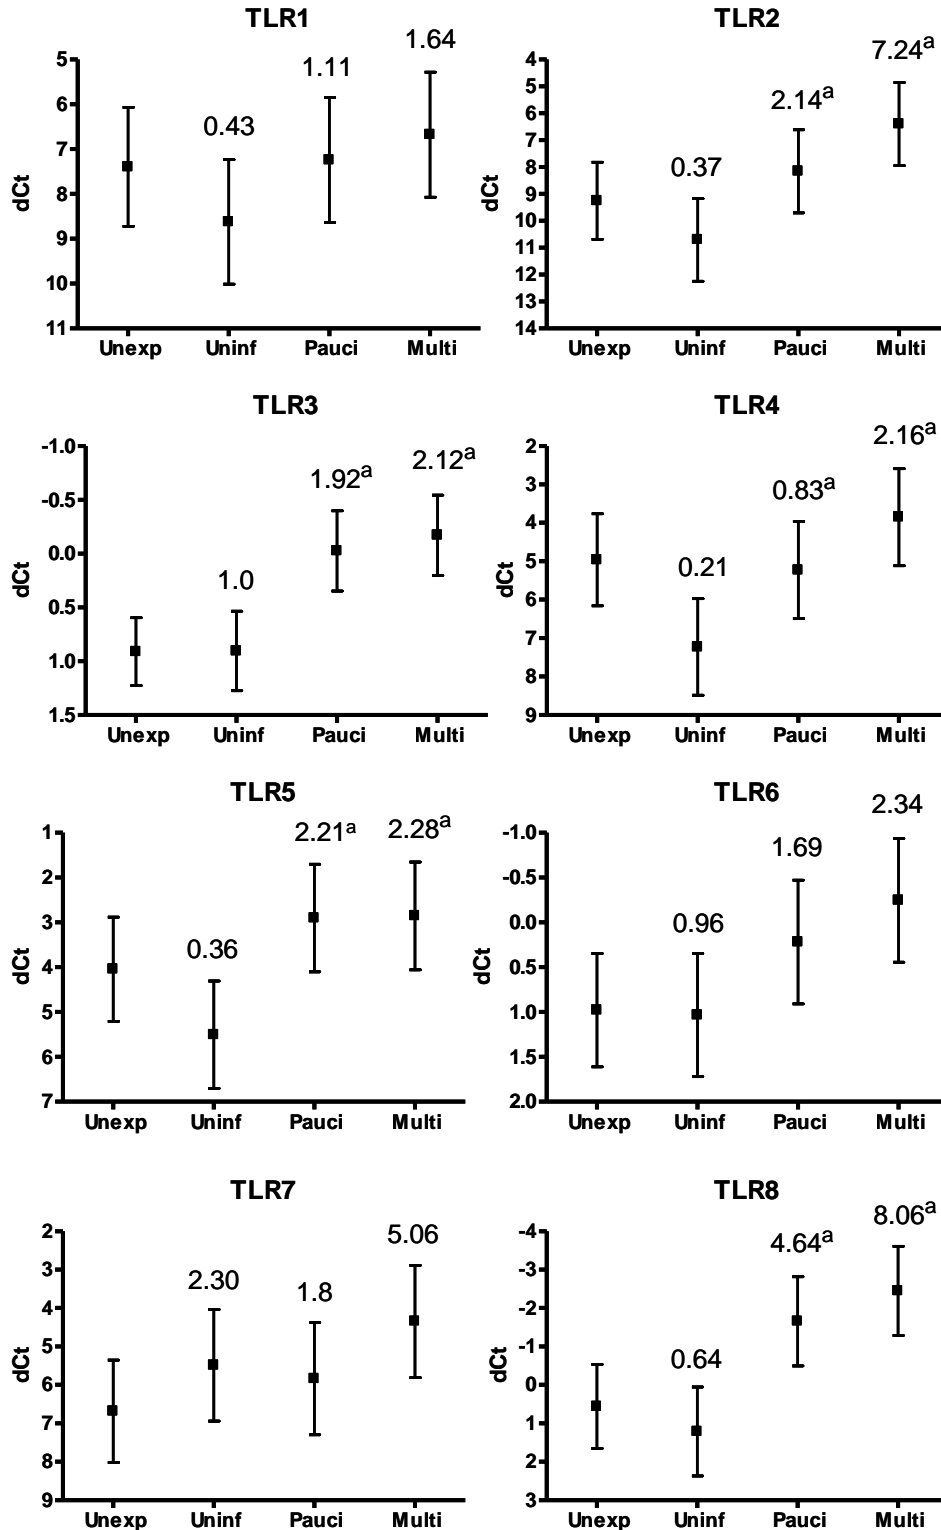 TLR1
1.64
1.11
0.43
5
6
7
8
9
10
11
dCt
Unexp Uninf Pauci Multi
TLR2
7.24a
2.14a
0.37
4
5
6
7
8
9
10
11
12
13
14
dCt
Unexp Uninf Pauci Multi
TLR3
2.12a
1.92a
1.0
-1.0
-0.5
0.0
0.5
1.0
1.5
dCt
Unexp Uninf Pauci Multi
TLR4
2.16a
0.83a
0.21
2
3
4
5
6
7
8
9
dCt
Unexp Uninf Pauci Multi
TLR5
2.21a 2.28a
0.36
1
2
3
4
5
6
7
dCt
Unexp Uninf Pauci Multi
TLR6
2.34
1.69
0.96
-1.0
-0.5
0.0
0.5
1.0
1.5
2.0
dCt
Unexp Uninf Pauci Multi
TLR7
5.06
2.30 1.8
2
3
4
5
6
7
8
9
dCt
Unexp Uninf Pauci Multi
TLR8
8.06a
4.64a
0.64
-4
-3
-2
-1
0
1
2
3
dCt
Unexp Uninf Pauci Multi